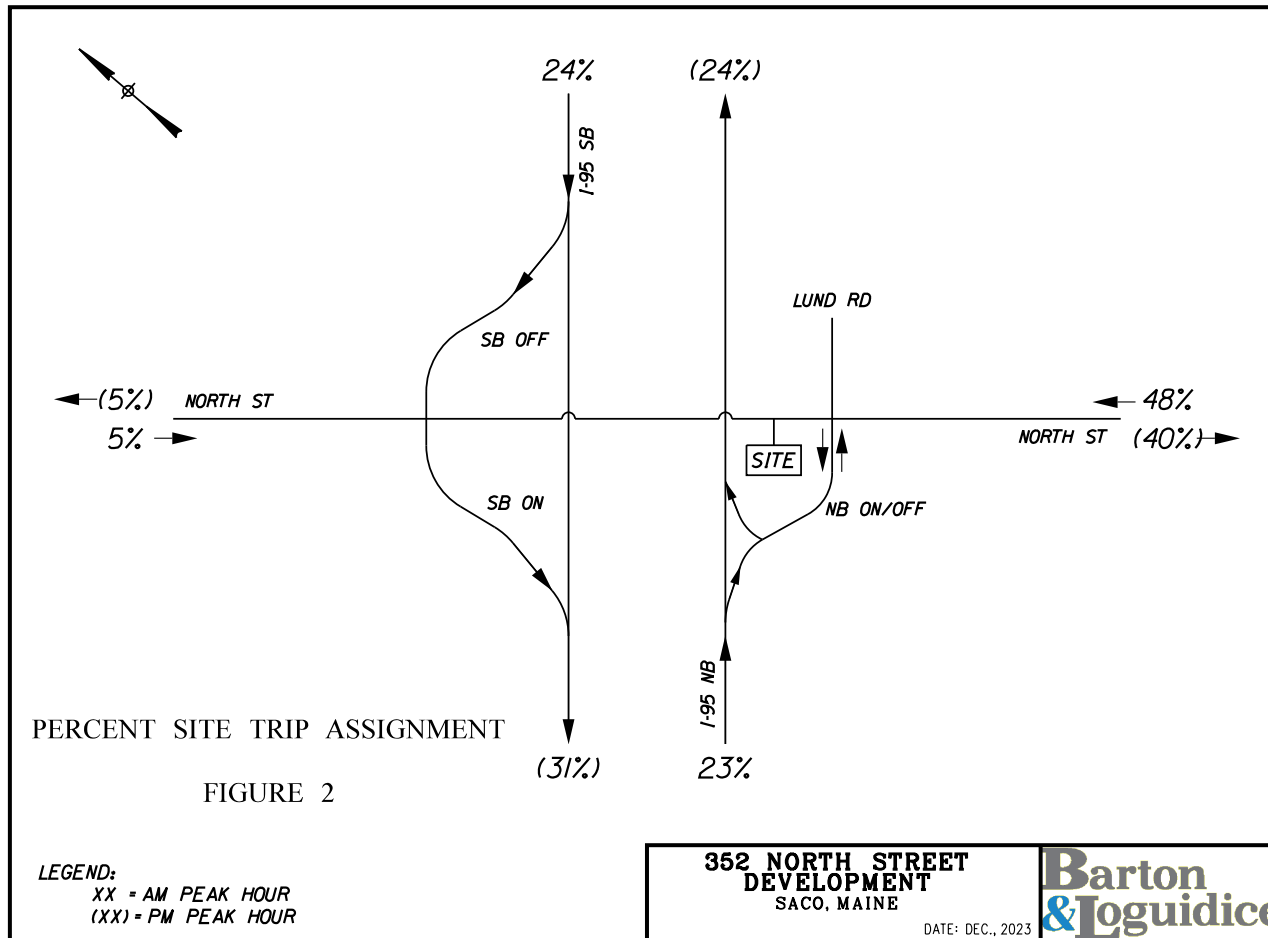 24%
(24%)
I-95 SB
LUND RD
SB OFF
(5%)
NORTH ST
48%
5%
NORTH ST
(40%)
SITE
SB ON
NB ON/OFF
I-95 NB
PERCENT SITE TRIP ASSIGNMENT
(31%)
23%
FIGURE 2
LEGEND:
XX = AM PEAK HOUR
(XX) = PM PEAK HOUR
352 NORTH STREET
DEVELOPMENT
SACO, MAINE
DATE: DEC., 2023
Barton
&Loguidice